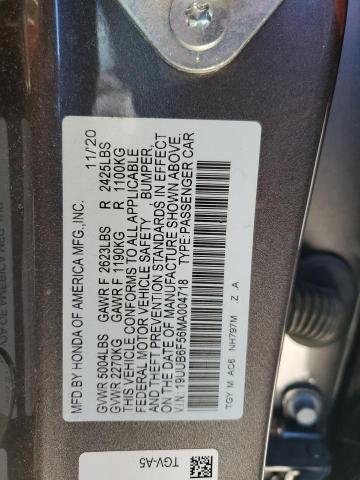 MFD.BY HONDA OF AMERICA MFG.,INC. 11/'20
GVWR 5004LBS GAWR F 2623LBS R 2425LBS
GVWR 2270KG GAWR F 1190KG R 1100KG
THIS VEHICLE CONFORMS TO ALL APPLICABLE
FEDERAL MOTOR VEHICLE SAFETY BUMPER,
AND THEFT PREVENTION STANDARDS IN EFFECT
ON THE DATE OF MANUFACTURE SHOWN ABOVE.
V.I.N.:19UUB6F56MA004718 TYPE:PASSENGER CAR
TGY M AC6 NH797M Z A
TGV-A5